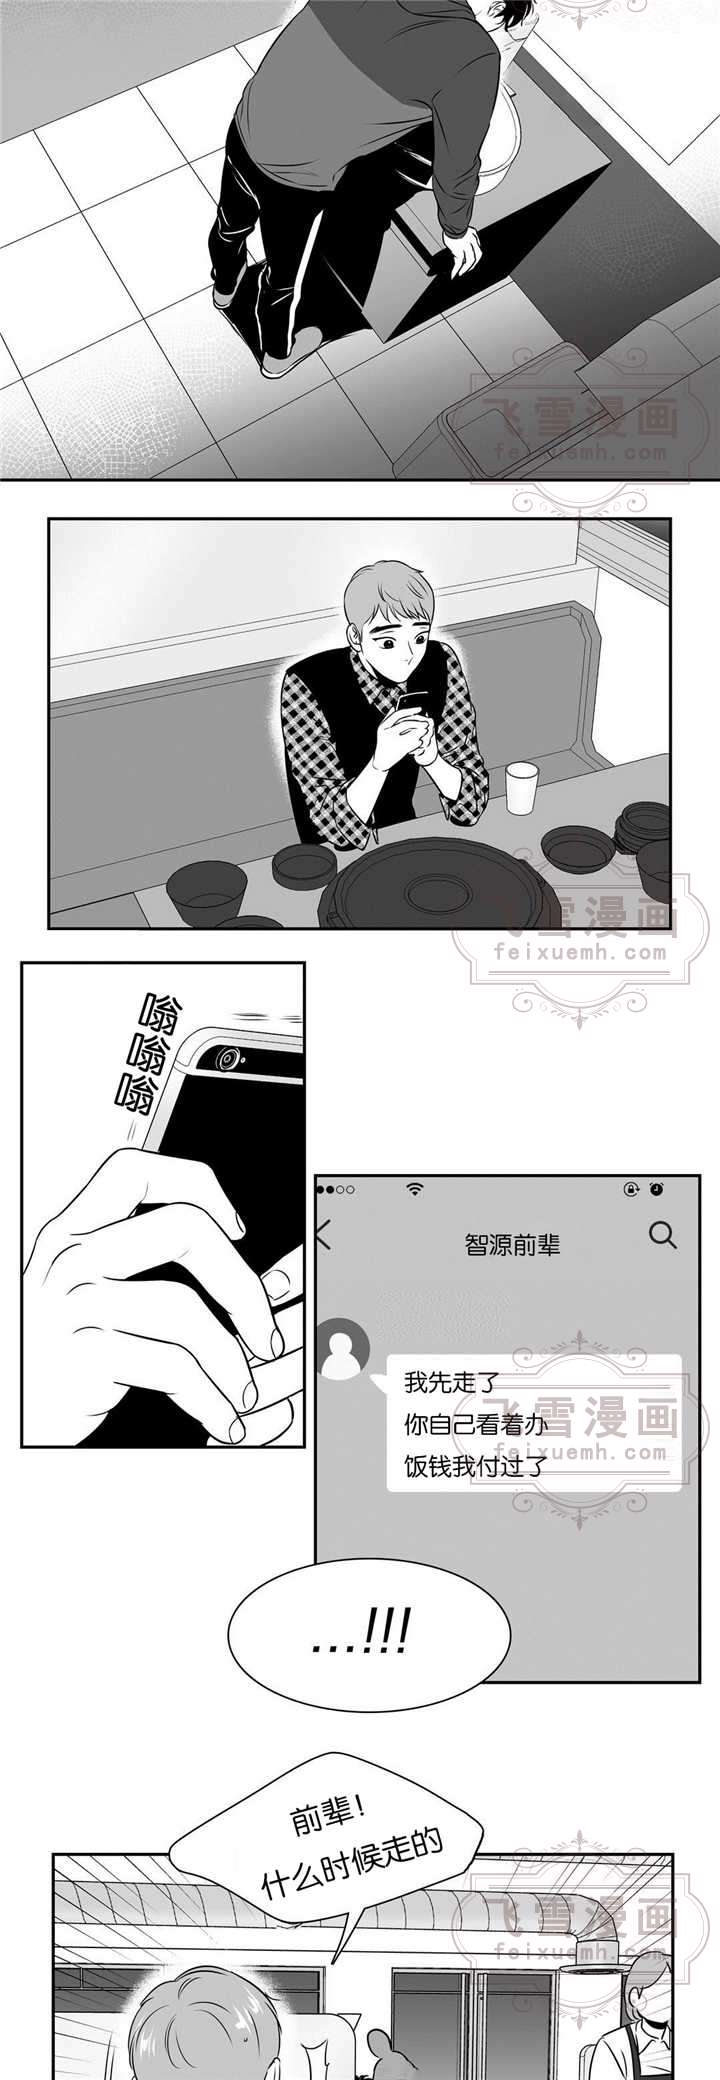 飞雪漫画
feixuemh.com
飞雪漫画
feixuemh.com
嗡
嗡
嗡
智源前辈
我先走了
你自己看着办
饭钱我付过了
飞雪漫画
feixuemh.com
...!!!
前辈!
什么时候走的
飞雪漫画
feixuemh.com